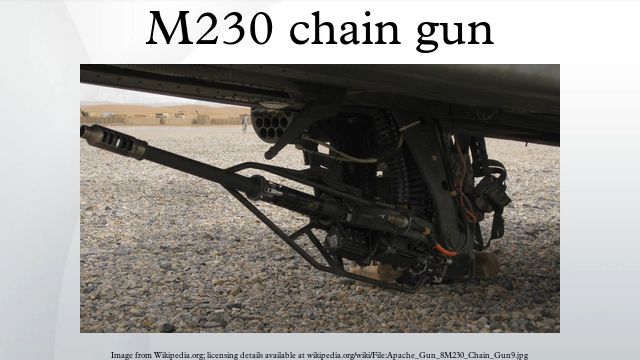 M230 chain gun
Image from Wikipedia.org; licensing details available at wikipedia.org/wiki/File:Apache_Gun_8M230_Chain_Gun9.jpg